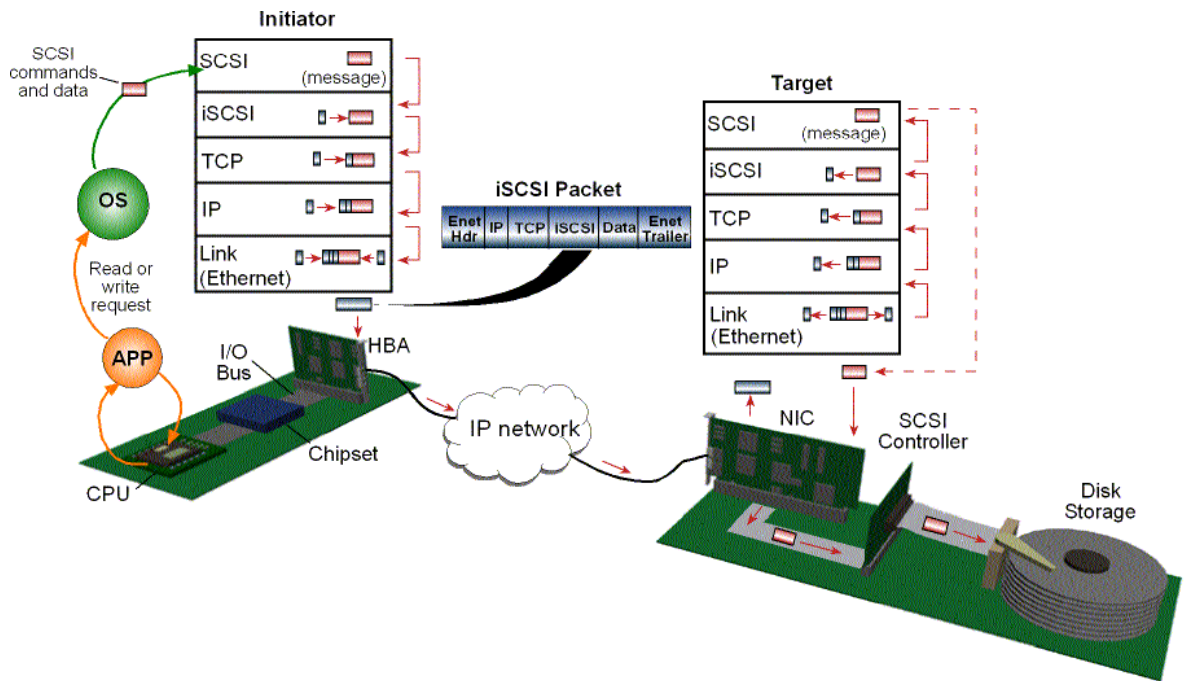 Initiator
SCSI
commands
and data
SCSI
(message)
iSCSI
TCP
IP
Link
(Ethernet)
OS
Read or
write
request
APP
I/O
Bus
HBA
Chipset
CPU
iSCSI Packet
Enet
Hdr
IP
TCP
iSCSI
Data
Enet
Trailer
IP network
Target
SCSI
(message)
iSCSI
TCP
IP
Link
(Ethernet)
NIC
SCSI
Controller
Disk
Storage